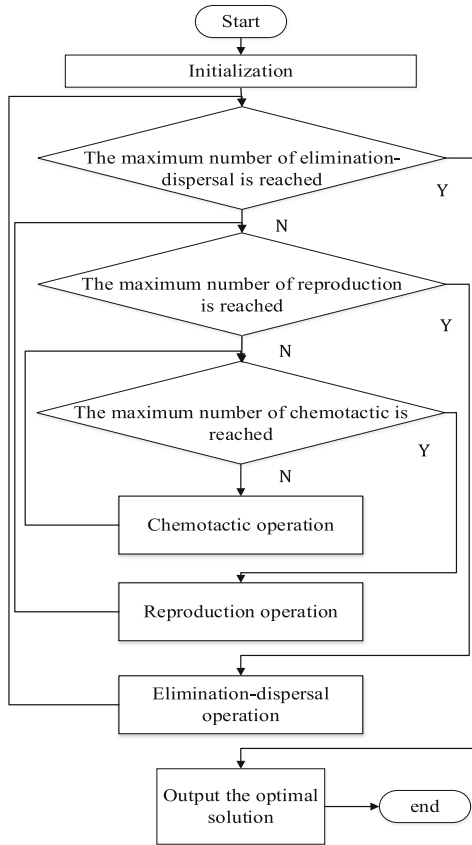 Start
Initialization
The maximum number of elimination-
dispersal is reached
Y
N
The maximum number of reproduction
is reached
Y
N
The maximum number of chemotactic is
reached
Y
N
Chemotactic operation
Reproduction operation
Elimination-dispersal
operation
Output the optimal
solution
end